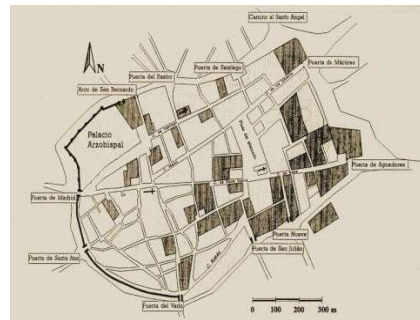 Camino al Santo Angel
Puerta de Santiago
Puerta de Mártires
Puerta del Rastro
Arco de San Bernardo
N
Palacio
Arzobispal
Puerta de Aguadores
Puerta de Madrid
Puerta Nueva
Puerta de San Julián
Puerta de Santa Ana
Puerta del Vado
0 100 200 300 m